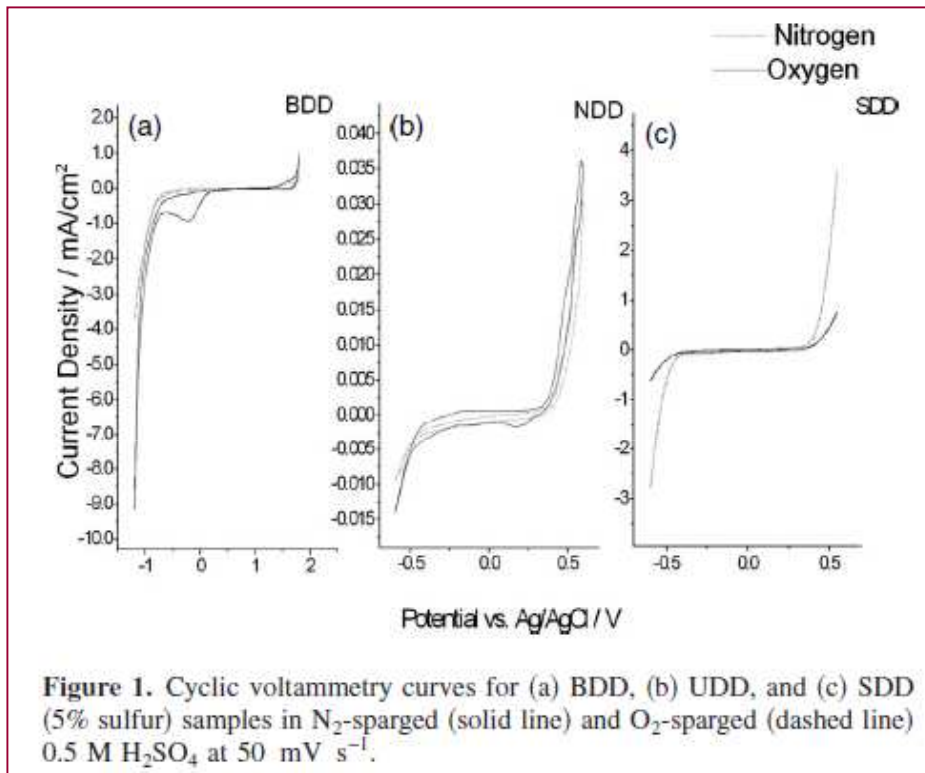 Nitrogen
Oxygen
(a) BDD
(b) NDD
(c) SDD
2.0
1.0
0.0
-1.0
-2.0
-3.0
-4.0
-5.0
-6.0
-7.0
-8.0
-9.0
-10.0
-1 0 1 2
0.040
0.035
0.030
0.025
0.020
0.015
0.010
0.005
0.000
-0.005
-0.010
-0.015
-0.5 0.0 0.5
4
3
2
1
0
-1
-2
-3
-0.5 0.0 0.5
Current Density / mA/cm²
Potential vs. Ag/AgCl / V
Figure 1. Cyclic voltammetry curves for (a) BDD, (b) UDD, and (c) SDD
(5% sulfur) samples in N₂-sparged (solid line) and O₂-sparged (dashed line)
0.5 M H₂SO₄ at 50 mV s⁻¹.